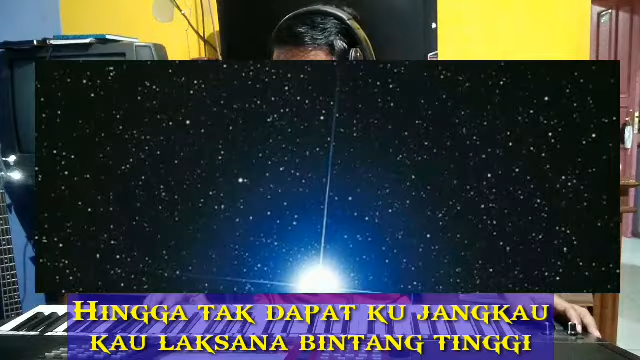 HINGGA TAK DAPAT KU JANGKAU
KAU LAKSANA BINTANG TINGGI